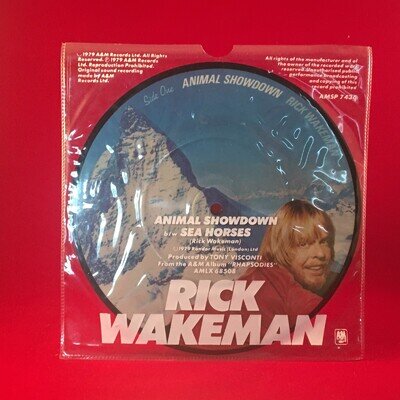 ©1979 A&M Records Ltd. All Rights
Reserved. ℗1979 A&M Records
Ltd. Reproduction Prohibited.
Original sound recording
made by A&M
Records Ltd.
All rights of the manufacturer and of
the owner of the recorded work
reserved. Unauthorised public
performance broadcasting
and copying of this
record prohibited
AMSP 7436
Side One
ANIMAL SHOWDOWN
RICK WAKEMAN
ANIMAL SHOWDOWN
b/w SEA HORSES
(Rick Wakeman)
©1979 Rondor Music (London) Ltd
Produced by TONY VISCONTI
From the A&M Album "RHAPSODIES"
AMLX 68508
RICK
WAKEMAN
A&M